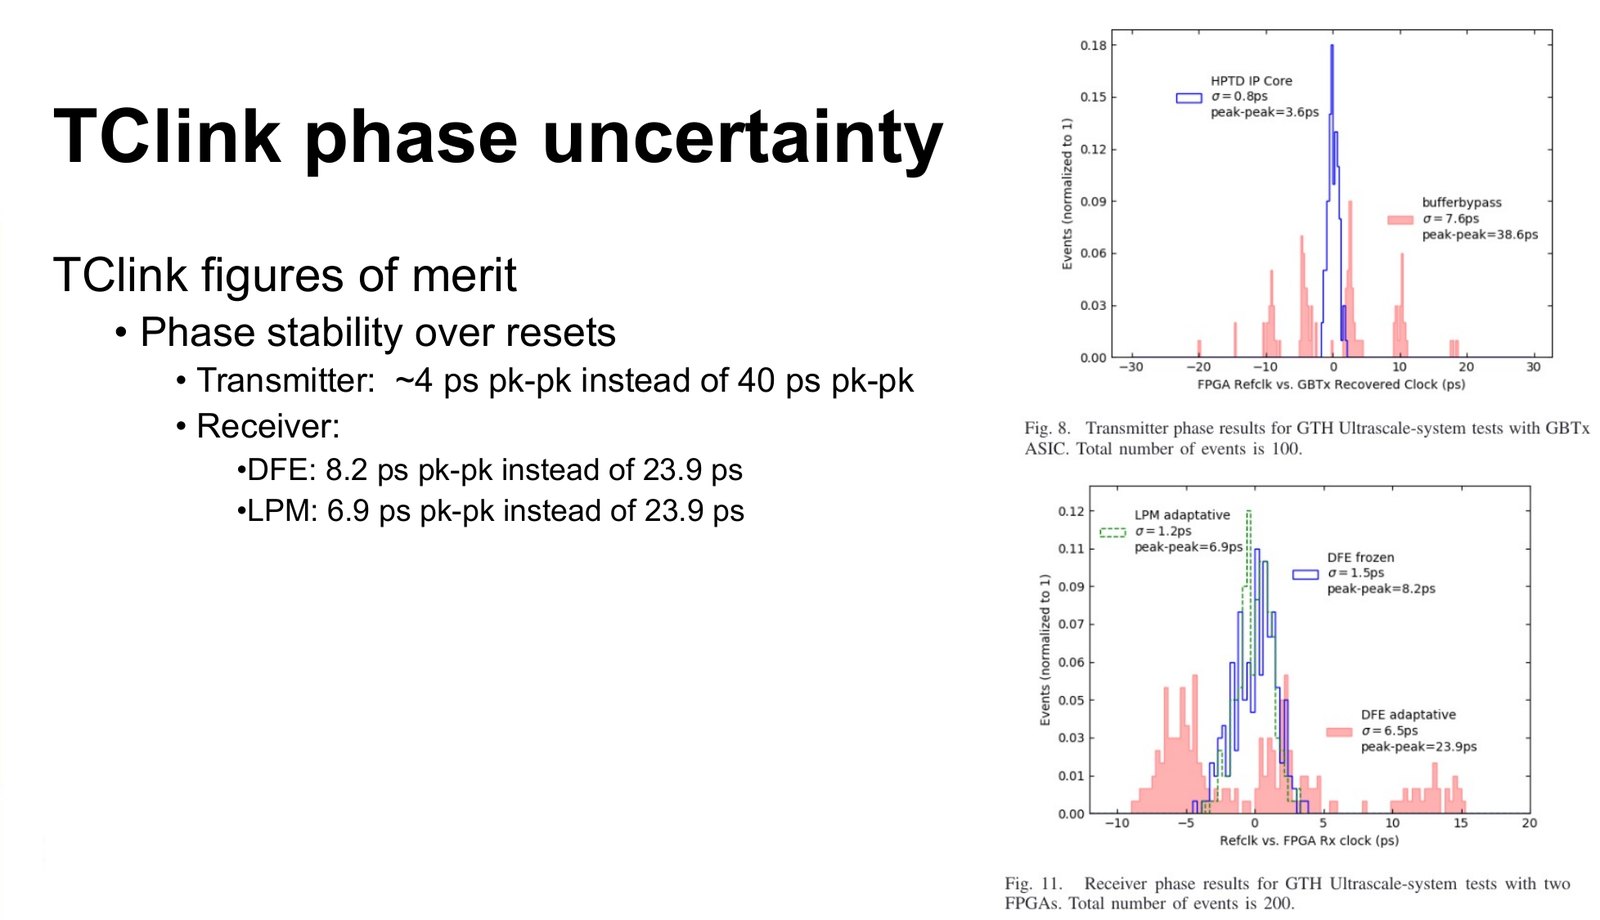 TClink phase uncertainty
TClink figures of merit
• Phase stability over resets
• Transmitter: ~4 ps pk-pk instead of 40 ps pk-pk
• Receiver:
•DFE: 8.2 ps pk-pk instead of 23.9 ps
•LPM: 6.9 ps pk-pk instead of 23.9 ps
Events (normalized to 1)
0.18
0.15
0.12
0.09
0.06
0.03
0.00
HPTD IP Core
σ = 0.8ps
peak-peak=3.6ps
bufferbypass
σ = 7.6ps
peak-peak=38.6ps
−30 −20 −10 0 10 20 30
FPGA Refclk vs. GBTx Recovered Clock (ps)
Fig. 8. Transmitter phase results for GTH Ultrascale-system tests with GBTx
ASIC. Total number of events is 100.
Events (normalized to 1)
0.12
0.11
0.09
0.07
0.06
0.05
0.03
0.01
0.00
LPM adaptative
σ = 1.2ps
peak-peak=6.9ps
DFE frozen
σ = 1.5ps
peak-peak=8.2ps
DFE adaptative
σ = 6.5ps
peak-peak=23.9ps
−10 −5 0 5 10 15 20
Refclk vs. FPGA Rx clock (ps)
Fig. 11. Receiver phase results for GTH Ultrascale-system tests with two
FPGAs. Total number of events is 200.